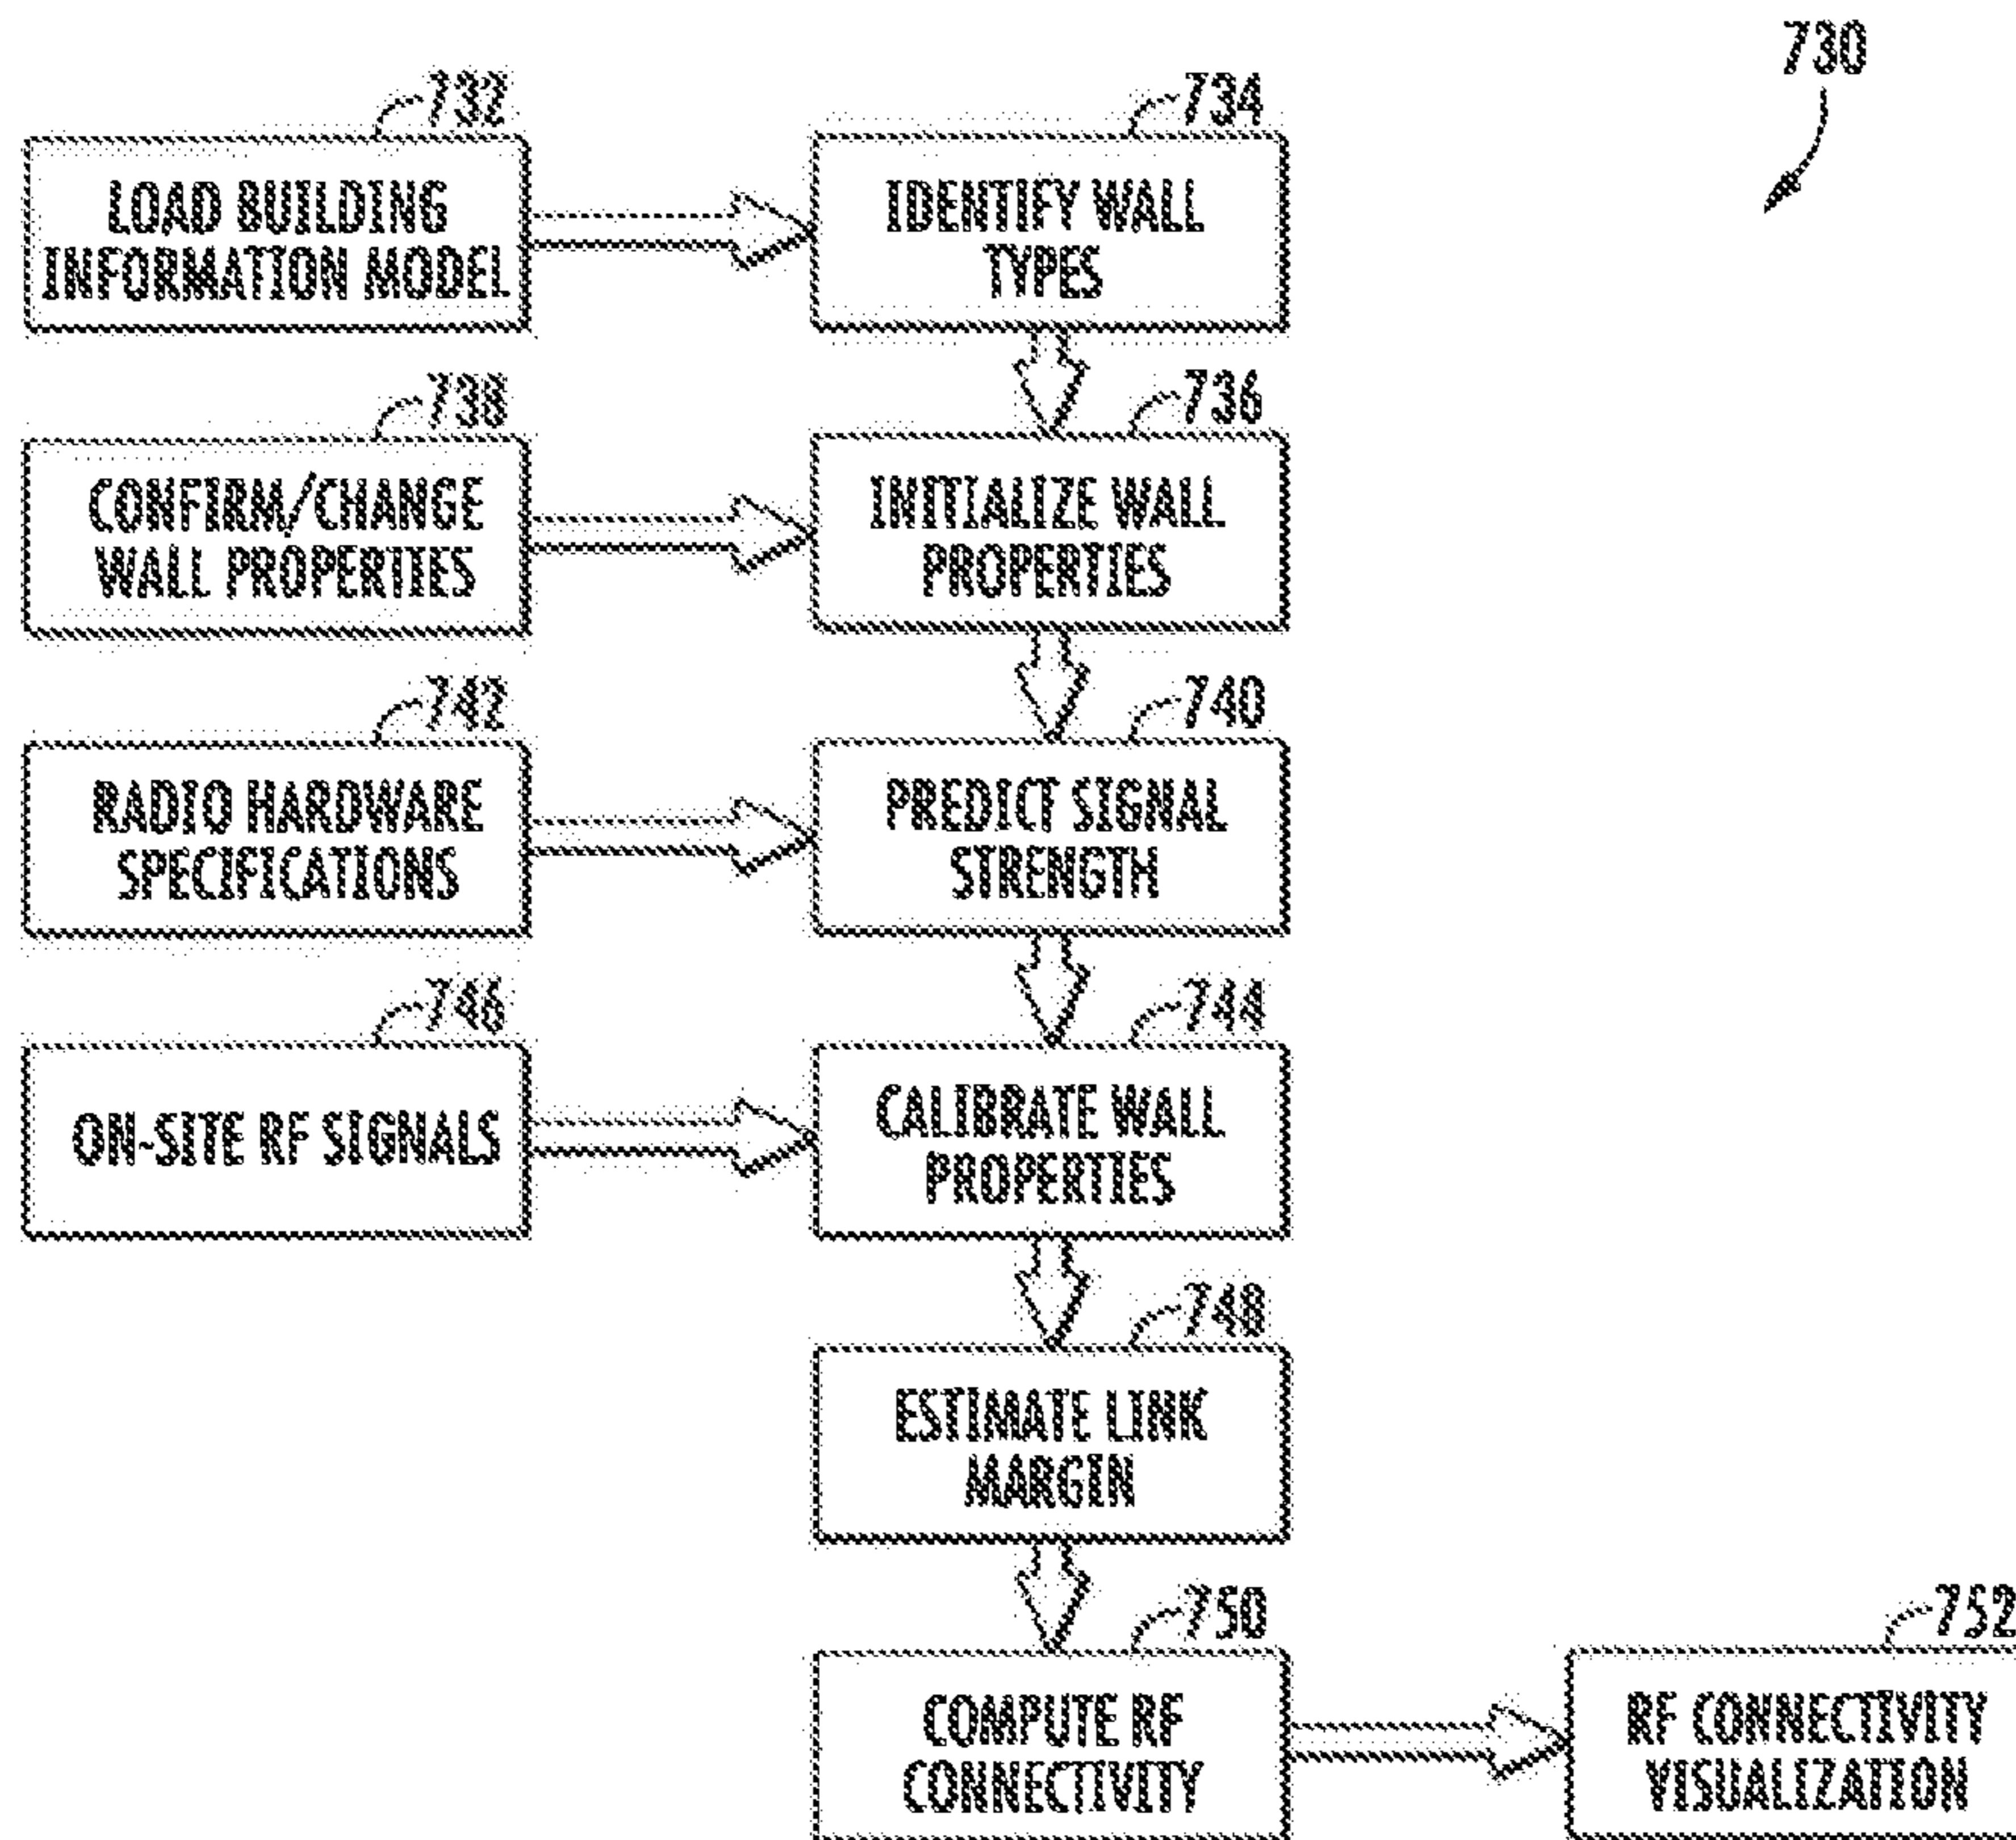 730
732
LOAD BUILDING
INFORMATION MODEL
734
IDENTIFY WALL
TYPES
738
CONFIRM/CHANGE
WALL PROPERTIES
736
INITIALIZE WALL
PROPERTIES
742
RADIO HARDWARE
SPECIFICATIONS
740
PREDICT SIGNAL
STRENGTH
746
ON-SITE RF SIGNALS
744
CALIBRATE WALL
PROPERTIES
748
ESTIMATE LINK
MARGIN
750
COMPUTE RF
CONNECTIVITY
752
RF CONNECTIVITY
VISUALIZATION